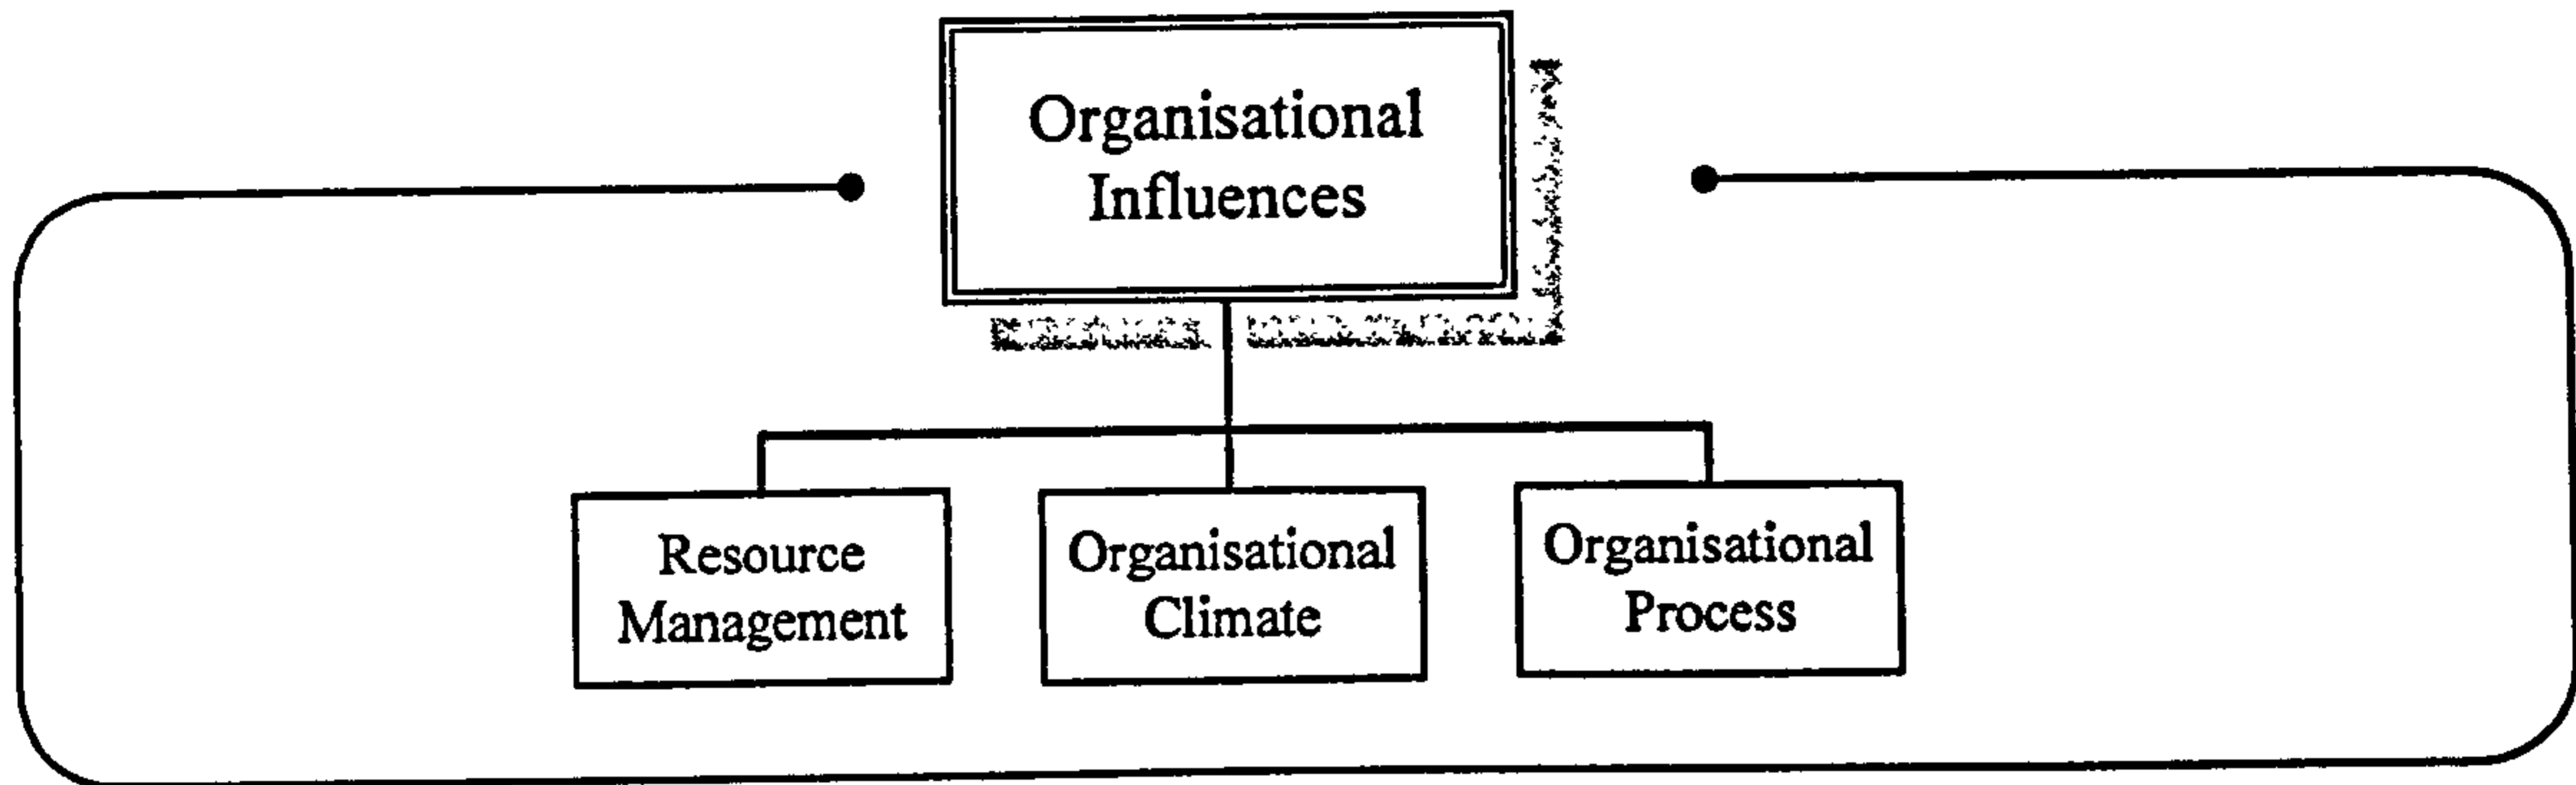 Organisational
Influences
Resource
Management
Organisational
Climate
Organisational
Process